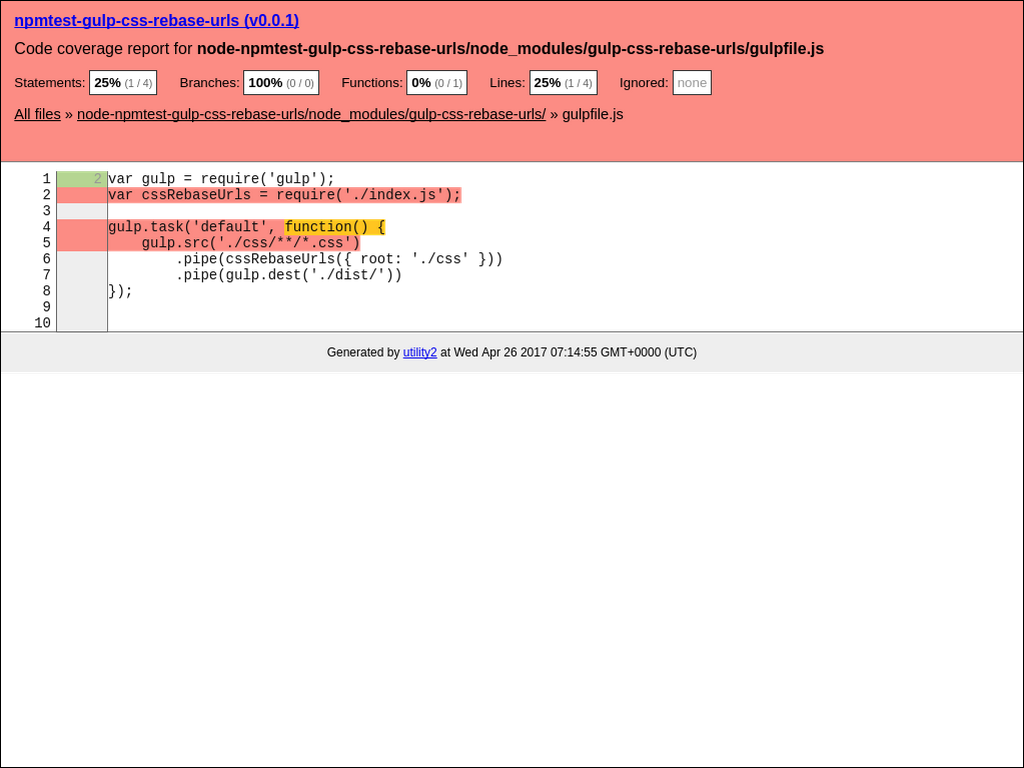 npmtest-gulp-css-rebase-urls (v0.0.1)
Code coverage report for node-npmtest-gulp-css-rebase-urls/node_modules/gulp-css-rebase-urls/gulpfile.js
Statements: 25% (1 / 4) Branches: 100% (0 / 0) Functions: 0% (0 / 1) Lines: 25% (1 / 4) Ignored: none
All files » node-npmtest-gulp-css-rebase-urls/node_modules/gulp-css-rebase-urls/ » gulpfile.js
1 2 var gulp = require('gulp');
2 var cssRebaseUrls = require('./index.js');
3
4 gulp.task('default', function() {
5     gulp.src('./css/**/*.css')
6         .pipe(cssRebaseUrls({ root: './css' }))
7         .pipe(gulp.dest('./dist/'))
8 });
9
10
Generated by utility2 at Wed Apr 26 2017 07:14:55 GMT+0000 (UTC)